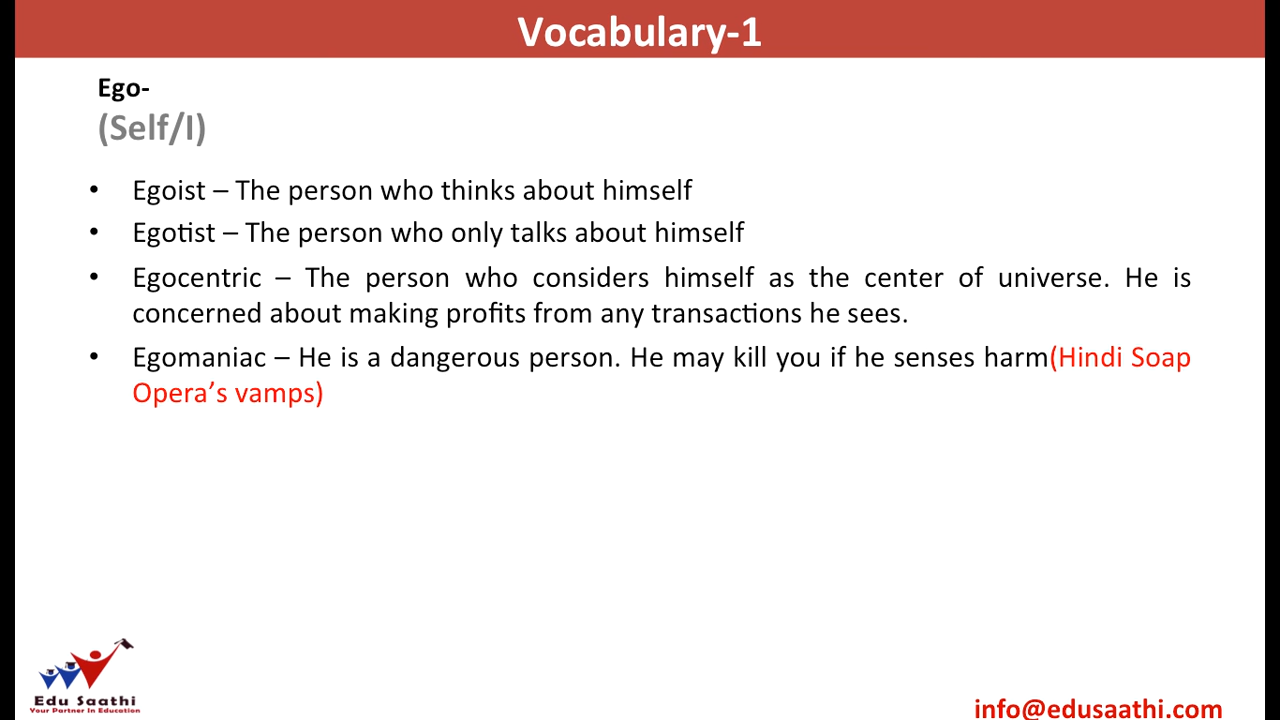 Vocabulary-1
Ego-
(Self/I)
• Egoist – The person who thinks about himself
• Egotist – The person who only talks about himself
• Egocentric – The person who considers himself as the center of universe. He is
concerned about making profits from any transactions he sees.
• Egomaniac – He is a dangerous person. He may kill you if he senses harm(Hindi Soap
Opera’s vamps)
Edu Saathi
Your Partner In Education
info@edusaathi.com